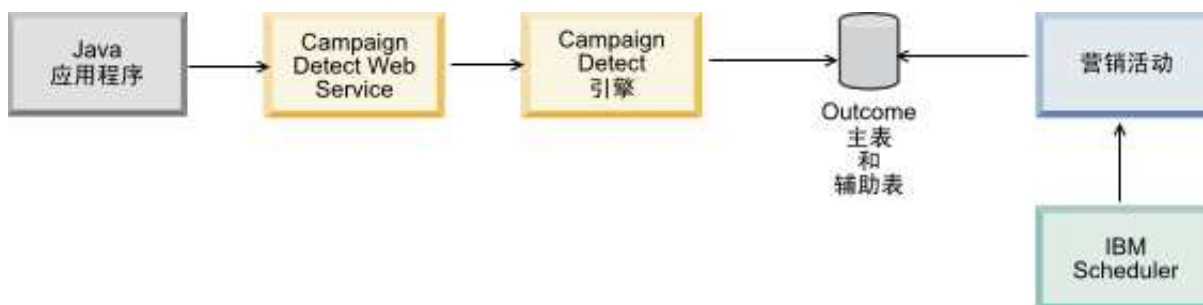 Java
应用程序
Campaign
Detect Web
Service
Campaign
Detect
引擎
Outcome
主表
和
辅助表
营销活动
IBM
Scheduler